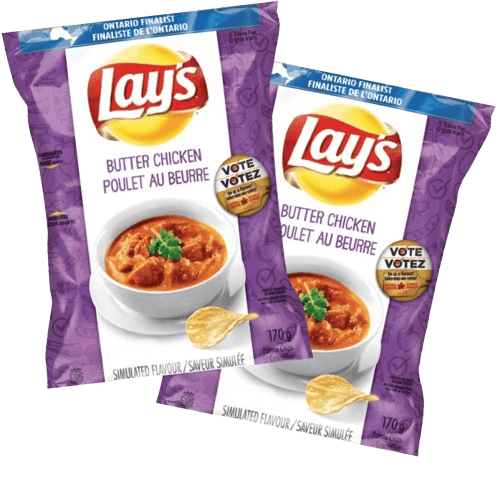 ONTARIO FINALIST
FINALISTE DE L'ONTARIO
Lay's
BUTTER CHICKEN
POULET AU BEURRE
VOTE
VOTEZ
170 g
SIMULATED FLAVOUR / SAVEUR SIMULÉE
ONTARIO FINALIST
FINALISTE DE L'ONTARIO
Lay's
BUTTER CHICKEN
POULET AU BEURRE
VOTE
VOTEZ
170 g
SIMULATED FLAVOUR / SAVEUR SIMULÉE